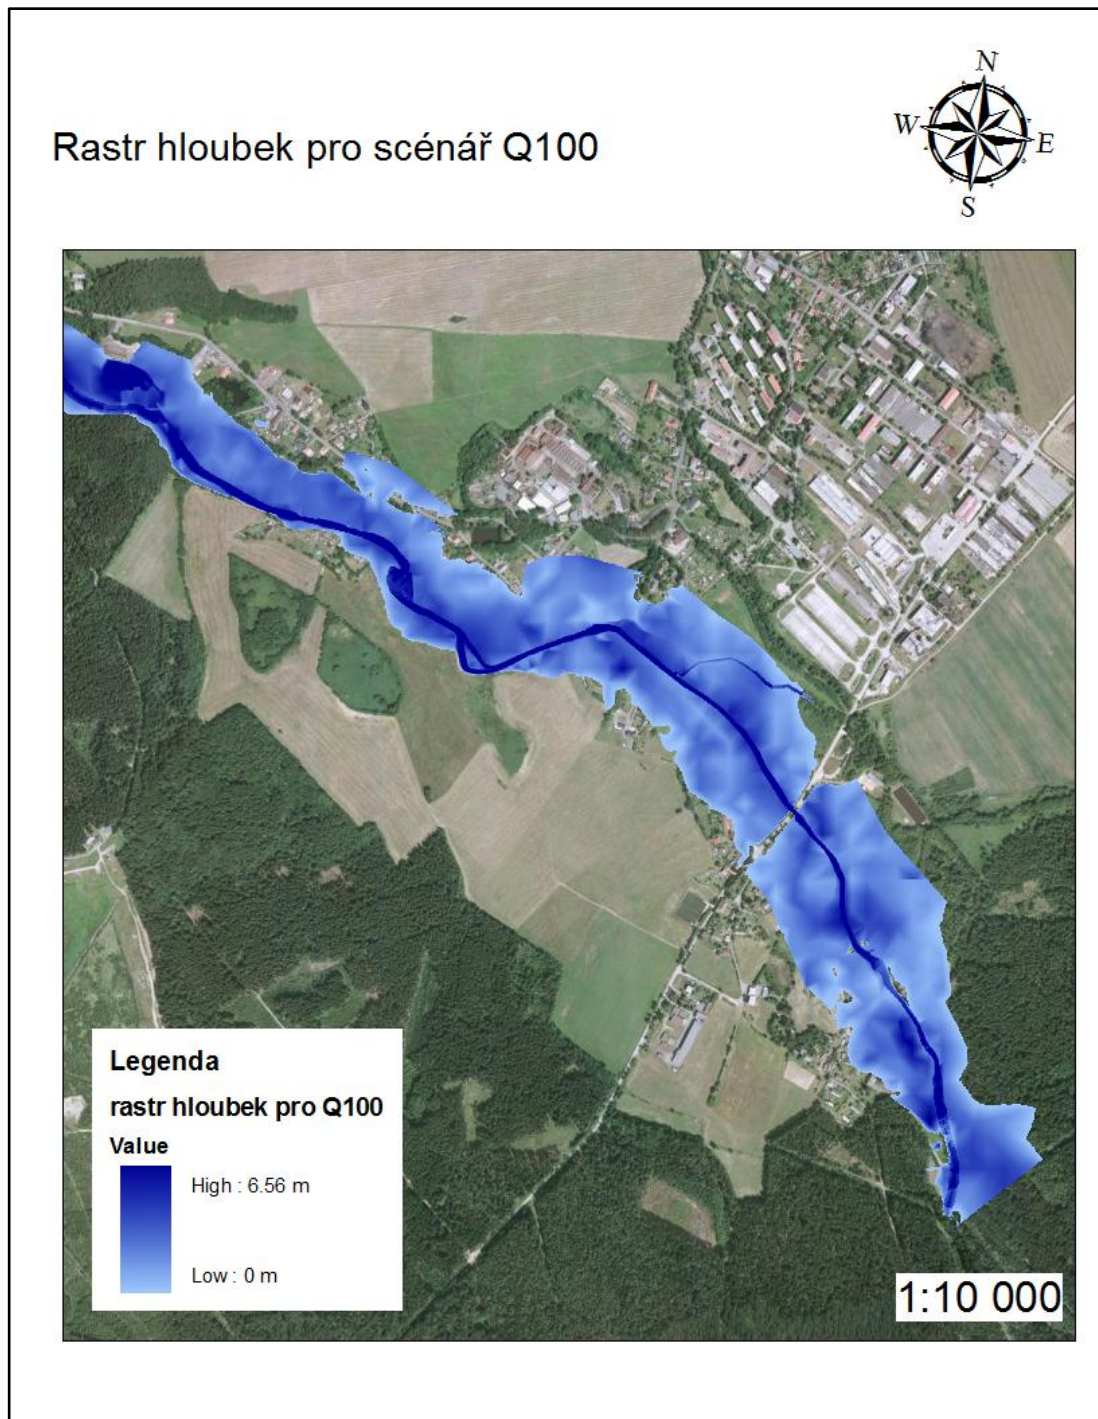 N
Rastr hloubek pro scénář Q100
W
E
S
Legenda
rastr hloubek pro Q100
Value
High : 6.56 m
Low : 0 m
1:10 000